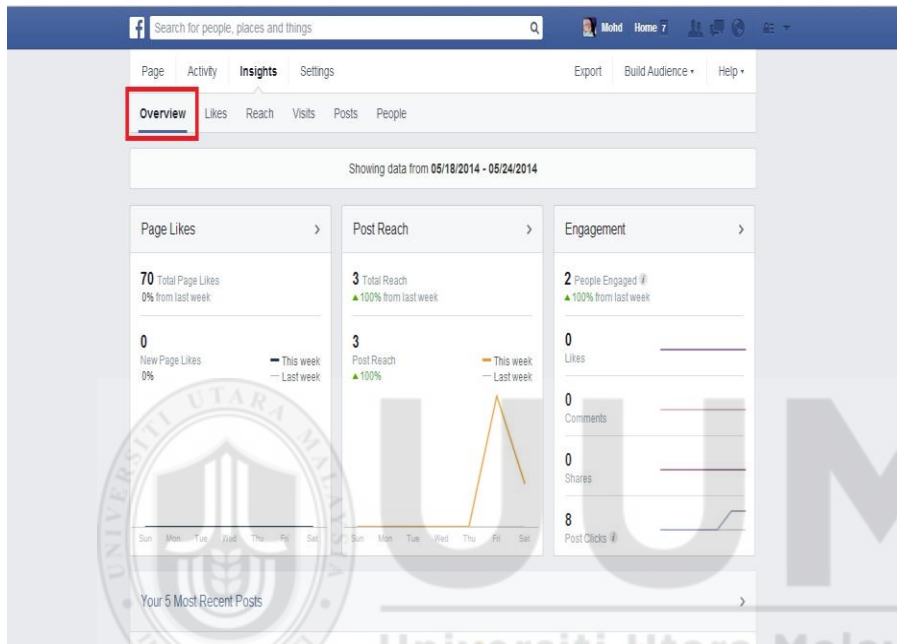 f Search for people, places and things Mohd Home 7
Page Activity Insights Settings Export Build Audience Help
Overview Likes Reach Visits Posts People
Showing data from 05/18/2014 - 05/24/2014
Page Likes >
70 Total Page Likes
0% from last week
0
New Page Likes
0%
This week
Last week
Sun Mon Tue Wed Thu Fri Sat
Post Reach >
3 Total Reach
▲100% from last week
3
Post Reach
▲100%
This week
Last week
Sun Mon Tue Wed Thu Fri Sat
Engagement >
2 People Engaged i
▲100% from last week
0
Likes
0
Comments
0
Shares
8
Post Clicks i
Your 5 Most Recent Posts >
UNIVERSITI UTARA MALAYSIA
UUM
Universiti Utara Malay